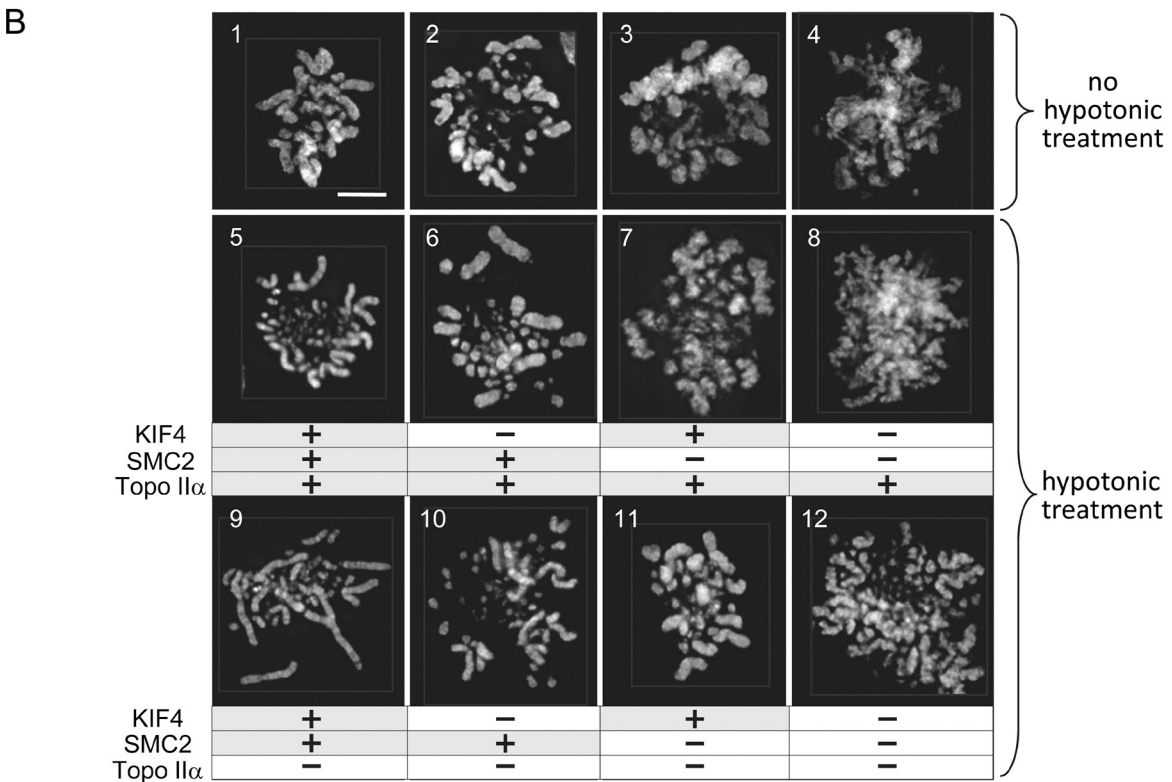 B
1 2 3 4
no
hypotonic
treatment
5 6 7 8
KIF4 + − + −
SMC2 + + − −
Topo IIα + + + +
hypotonic
treatment
9 10 11 12
KIF4 + − + −
SMC2 + + − −
Topo IIα − − − −